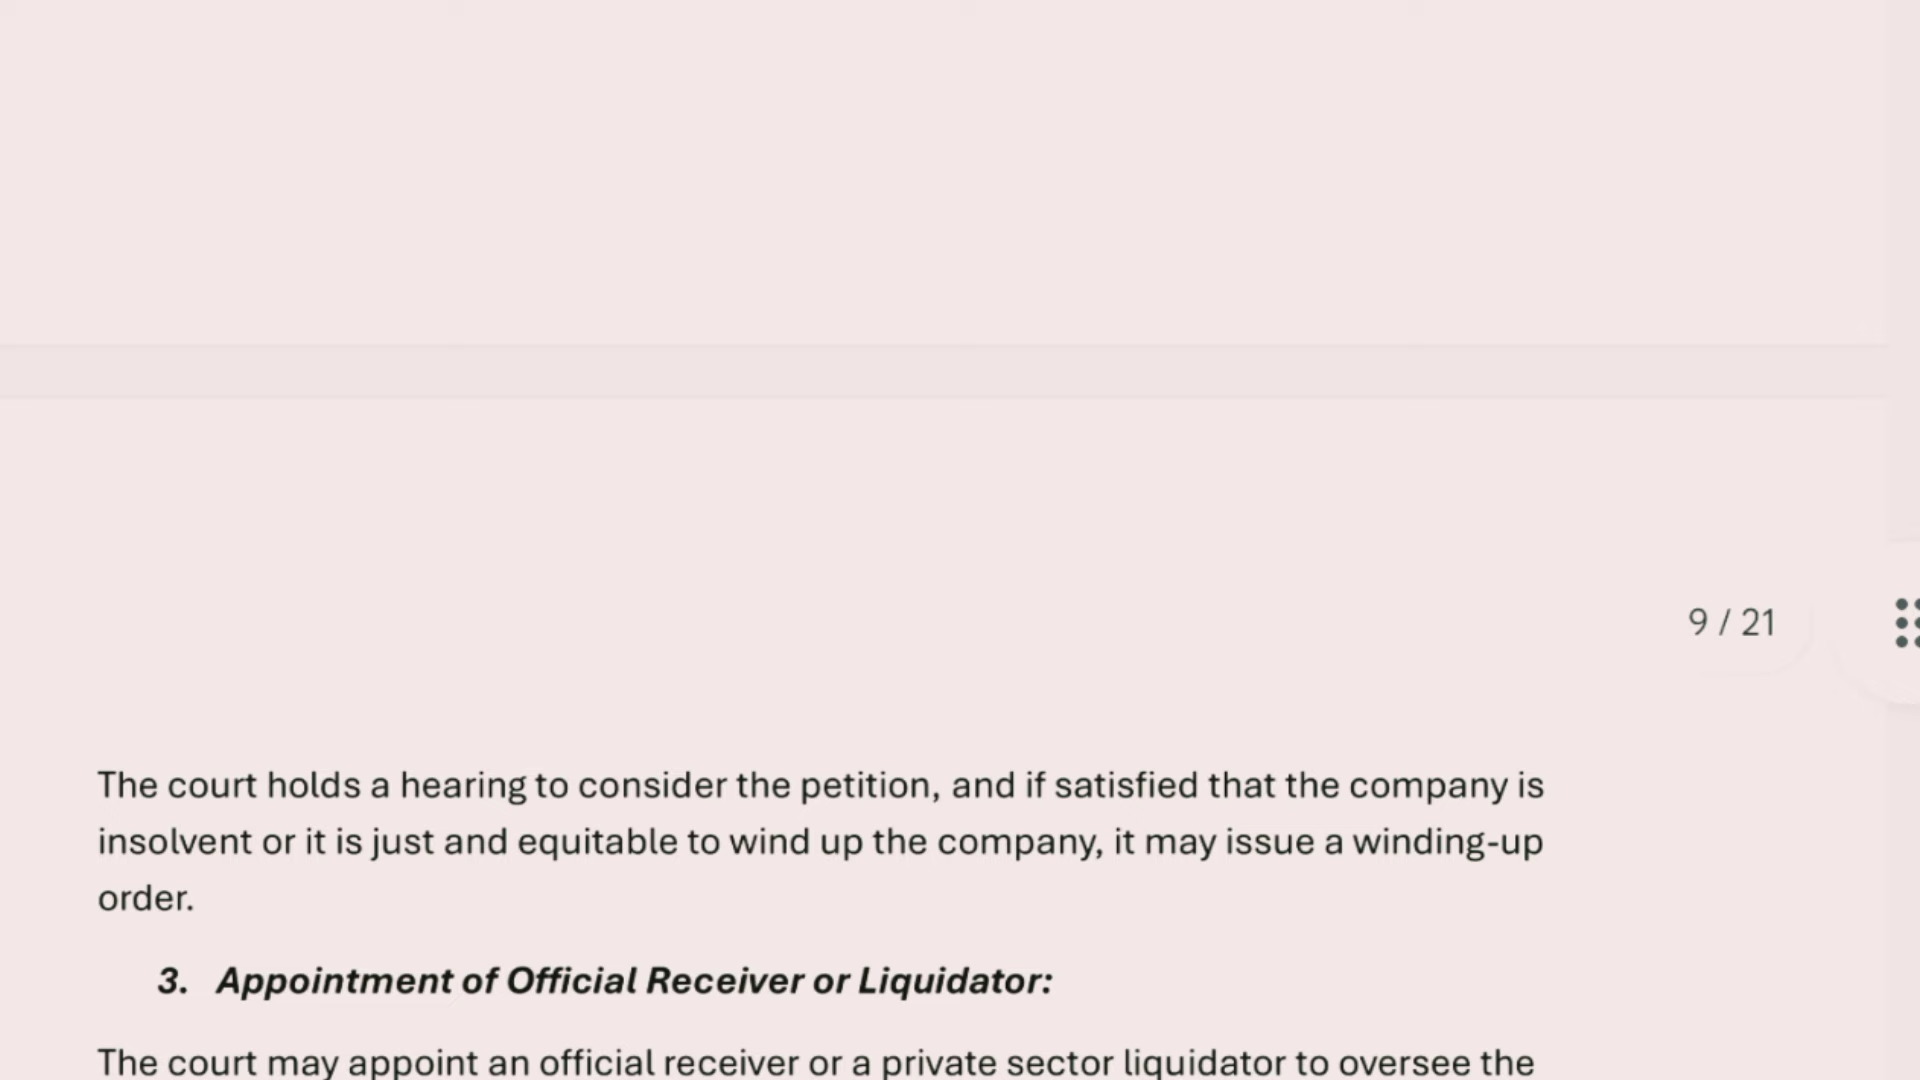 9 / 21
The court holds a hearing to consider the petition, and if satisfied that the company is
insolvent or it is just and equitable to wind up the company, it may issue a winding-up
order.
3. Appointment of Official Receiver or Liquidator:
The court may appoint an official receiver or a private sector liquidator to oversee the